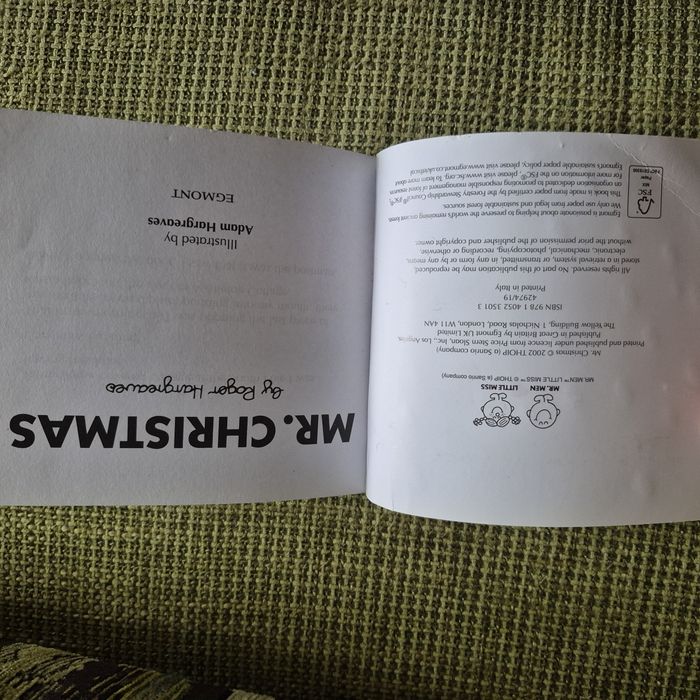 MR. MEN LITTLE MISS
MR. MEN™ LITTLE MISS™ © THOIP (a Sanrio company)
Mr. Christmas © 2002 THOIP (a Sanrio company)
Printed and published under licence from Price Stern Sloan, Inc., Los Angeles.
Published in Great Britain by Egmont UK Limited
The Yellow Building, 1 Nicholas Road, London, W11 4AN
ISBN 978 1 4052 3501 3
42974/19
Printed in Italy
All rights reserved. No part of this publication may be reproduced,
stored in a retrieval system, or transmitted, in any form or by any means,
electronic, mechanical, photocopying, recording or otherwise,
without the prior permission of the publisher and copyright owner.
Egmont is passionate about helping to preserve the world's remaining ancient forests.
We only use paper from legal and sustainable forest sources.
This book is made from paper certified by the Forestry Stewardship Council® (FSC®),
an organisation dedicated to promoting responsible management of forest resources.
For more information on the FSC®, please visit www.fsc.org. To learn more about
Egmont's sustainable paper policy, please visit www.egmont.co.uk/ethical
FSC
MIX
Paper
MR. CHRISTMAS
by Roger Hargreaves
Illustrated by
Adam Hargreaves
EGMONT